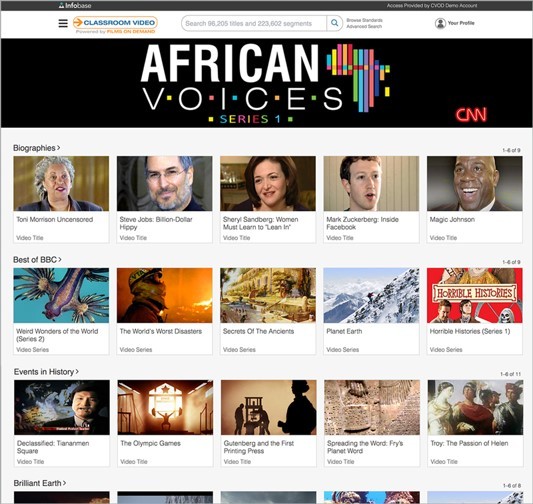 Infobase
Access Provided by CVOD Demo Account
CLASSROOM VIDEO
Powered by FILMS ON DEMAND
Search 66,205 titles and 223,602 segments
Browse Standards
Advanced Search
Your Profile
AFRICAN
VOICES
SERIES 1
CNN
Biographies >
1-6 of 9
Toni Morrison Uncensored
Video Title
Steve Jobs: Billion-Dollar
Hippy
Video Title
Sheryl Sandberg: Women
Must Learn to "Lean In"
Video Title
Mark Zuckerberg: Inside
Facebook
Video Title
Magic Johnson
Video Title
Best of BBC >
1-6 of 9
Weird Wonders of the World
(Series 2)
Video Series
The World's Worst Disasters
Video Series
Secrets Of The Ancients
Video Series
Planet Earth
Video Series
HORRIBLE HISTORIES
Horrible Histories (Series 1)
Video Series
Events in History >
1-6 of 11
Declassified: Tiananmen
Square
Video Title
The Olympic Games
Video Title
Gutenberg and the First
Printing Press
Video Title
Spreading the Word: Fry's
Planet Word
Video Title
Troy: The Passion of Helen
Video Title
Brilliant Earth >
1-6 of 8